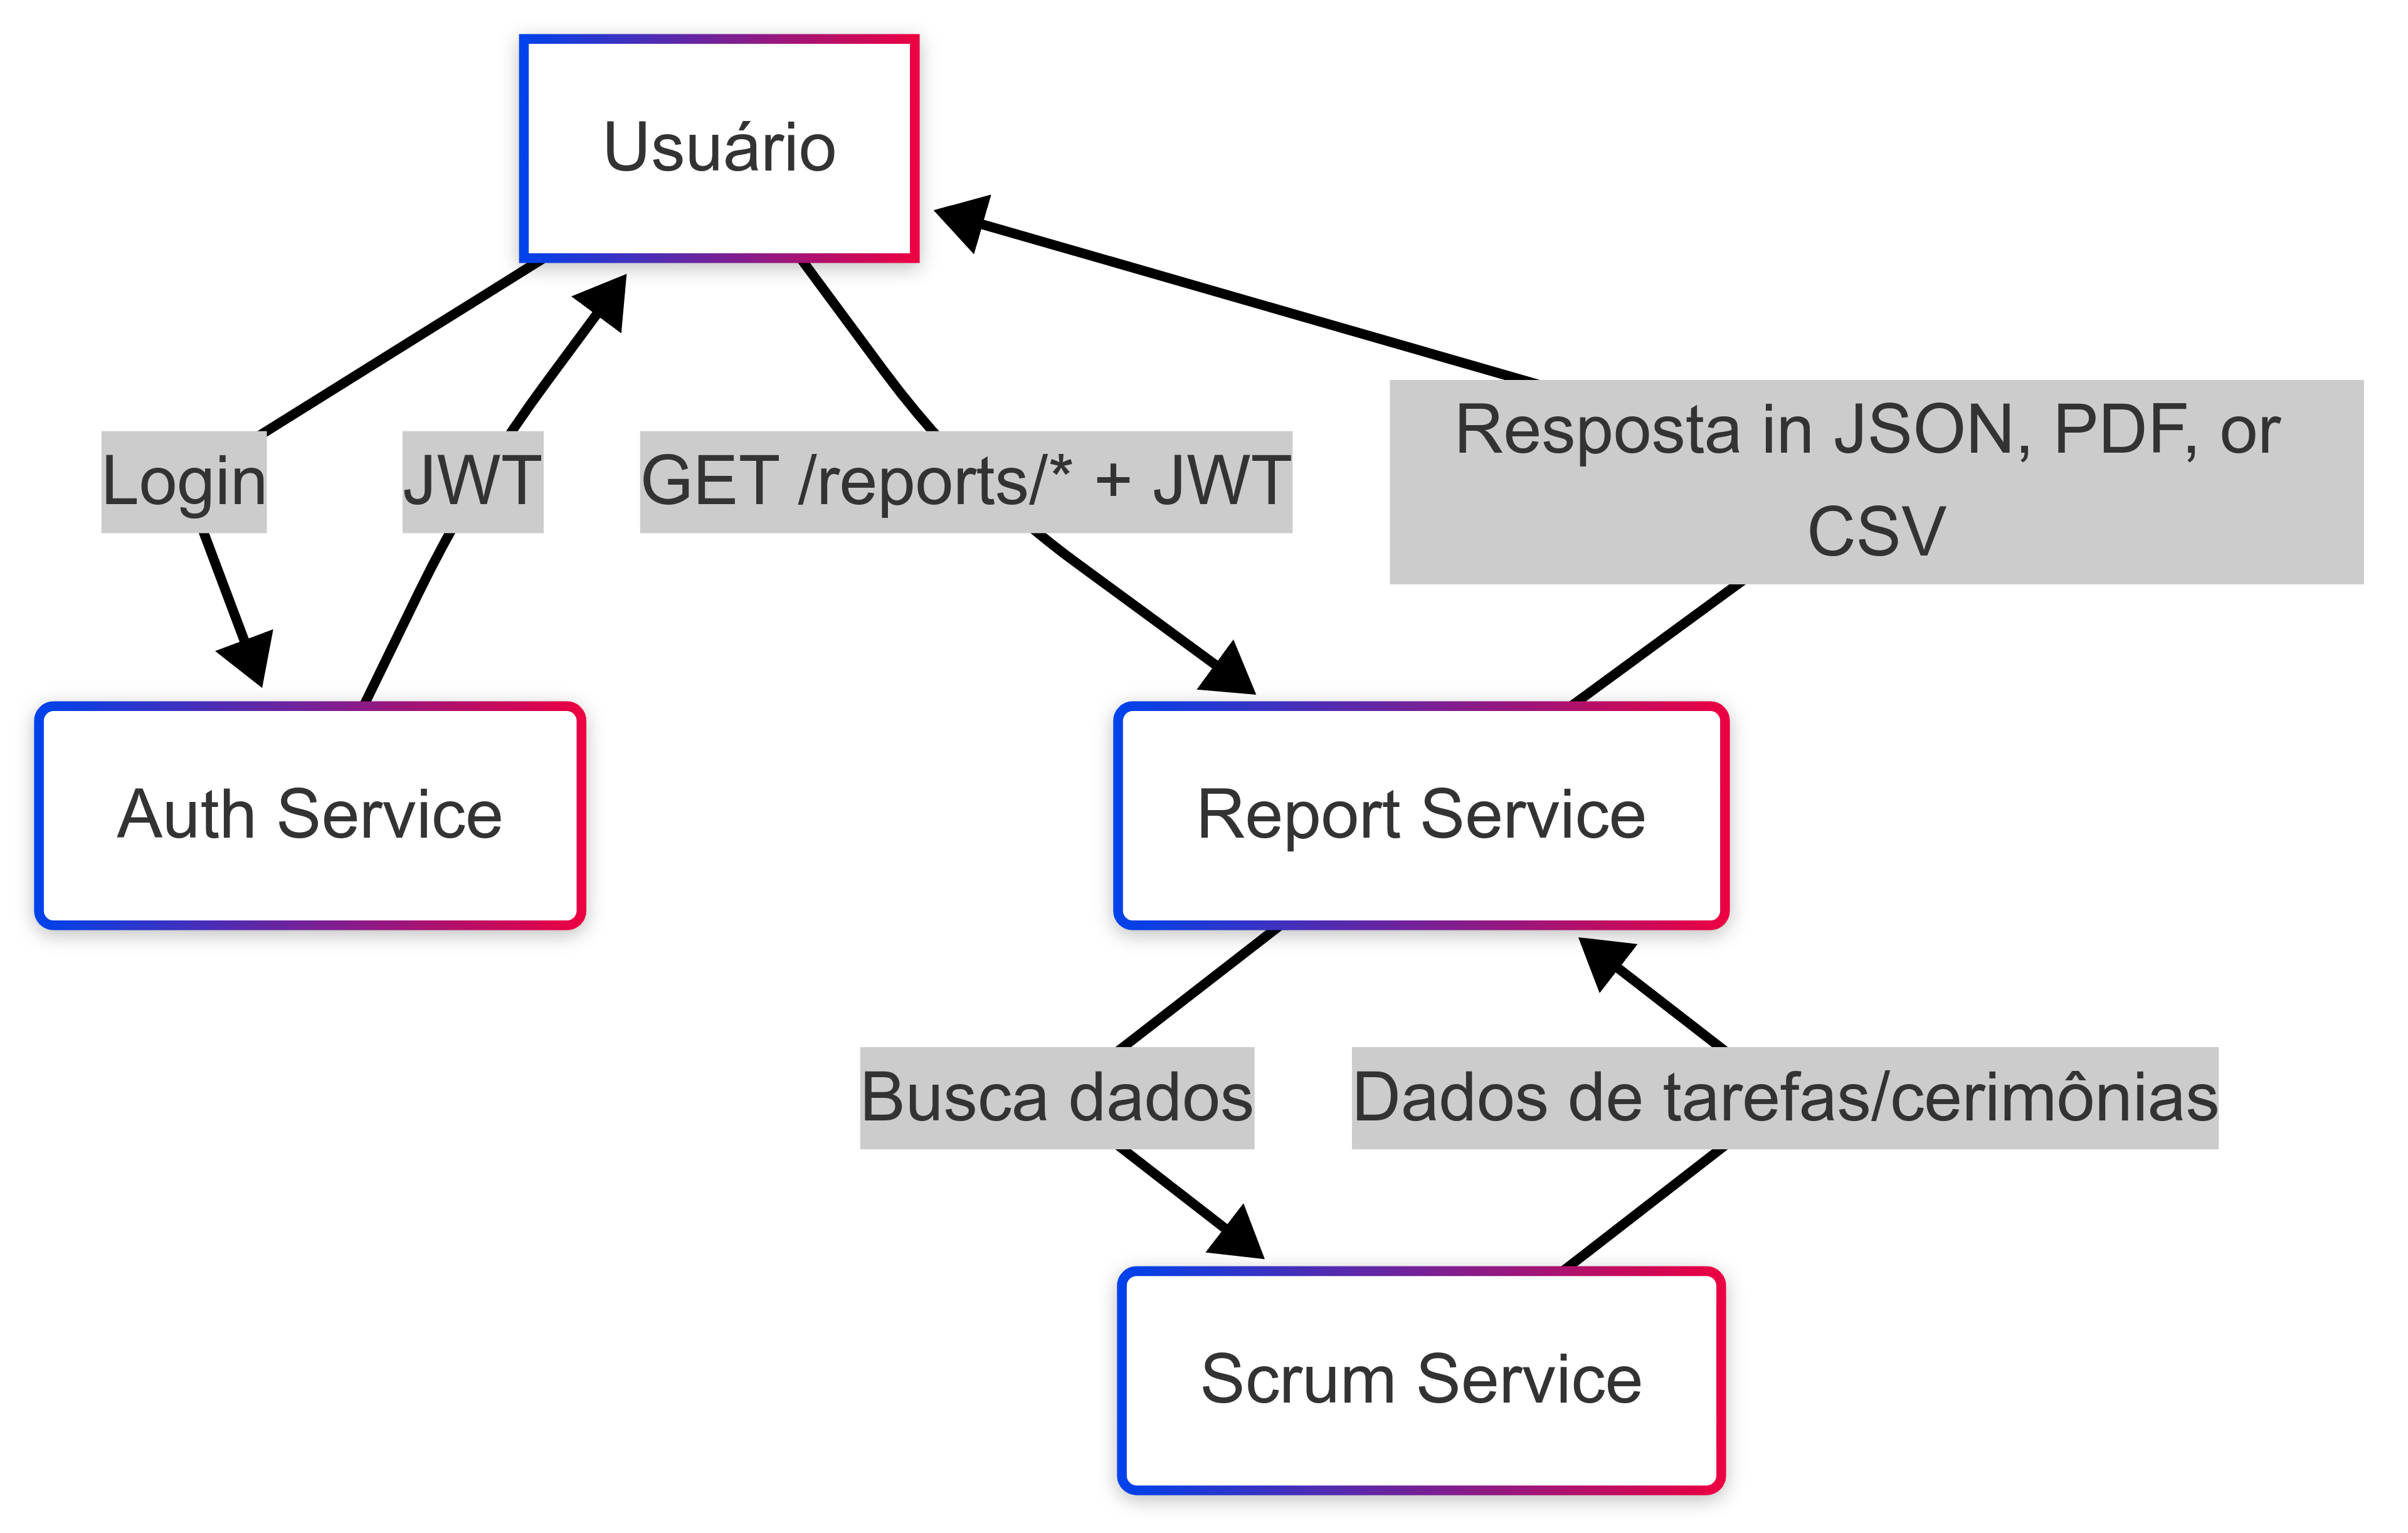 Usuário
Login
JWT
GET /reports/* + JWT
Resposta in JSON, PDF, or
CSV
Auth Service
Report Service
Busca dados
Dados de tarefas/cerimônias
Scrum Service